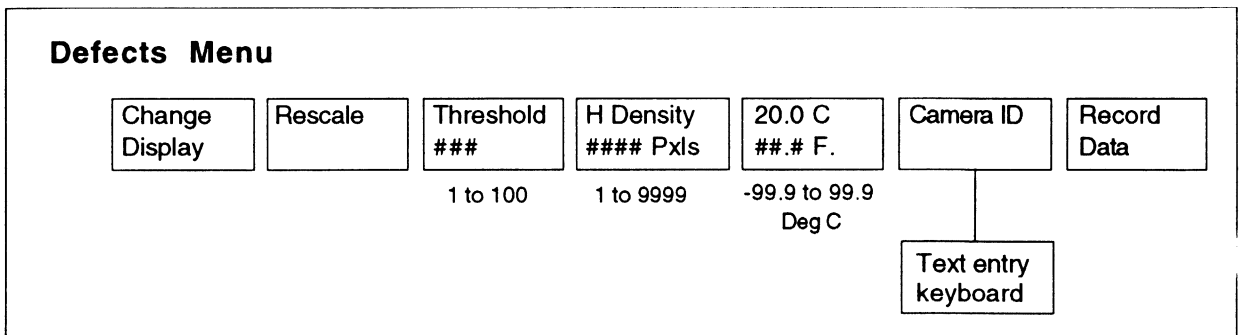 Defects Menu
Change
Display
Rescale
Threshold
###
1 to 100
H Density
#### Pxls
1 to 9999
20.0 C
##.# F.
-99.9 to 99.9
Deg C
Camera ID
Text entry
keyboard
Record
Data